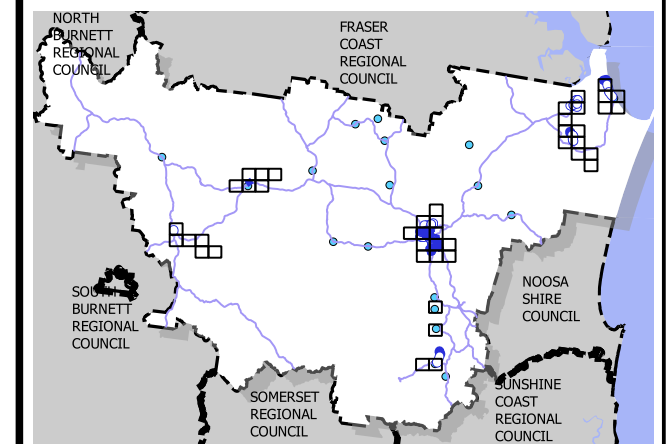 NORTH
BURNETT
REGIONAL
COUNCIL
FRASER
COAST
REGIONAL
COUNCIL
SOUTH
BURNETT
REGIONAL
COUNCIL
NOOSA
SHIRE
COUNCIL
SOMERSET
REGIONAL
COUNCIL
SUNSHINE
COAST
REGIONAL
COUNCIL